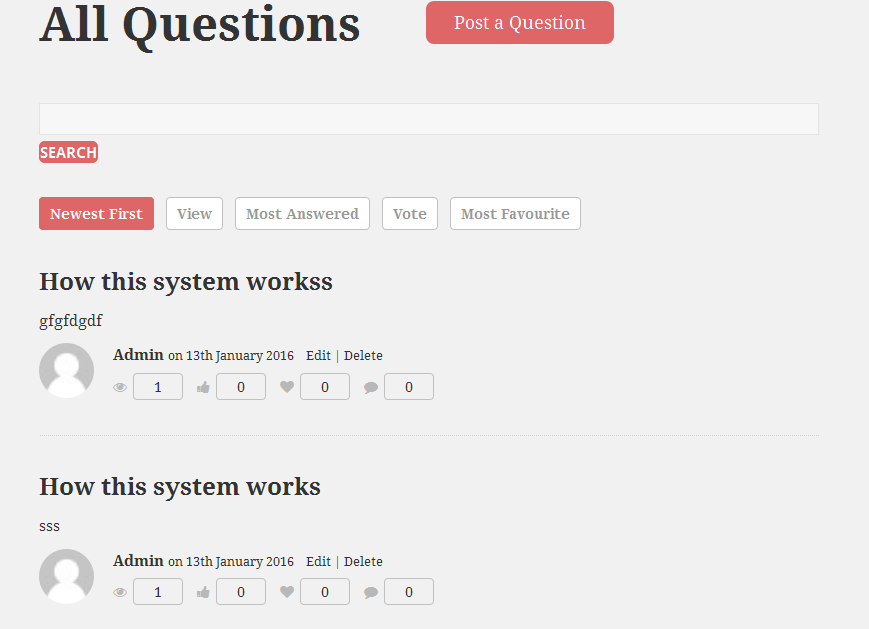 All Questions Post a Question
SEARCH
Newest First View Most Answered Vote Most Favourite
How this system workss
gfgfdgdf
Admin on 13th January 2016 Edit | Delete
1 0 0 0
How this system works
sss
Admin on 13th January 2016 Edit | Delete
1 0 0 0